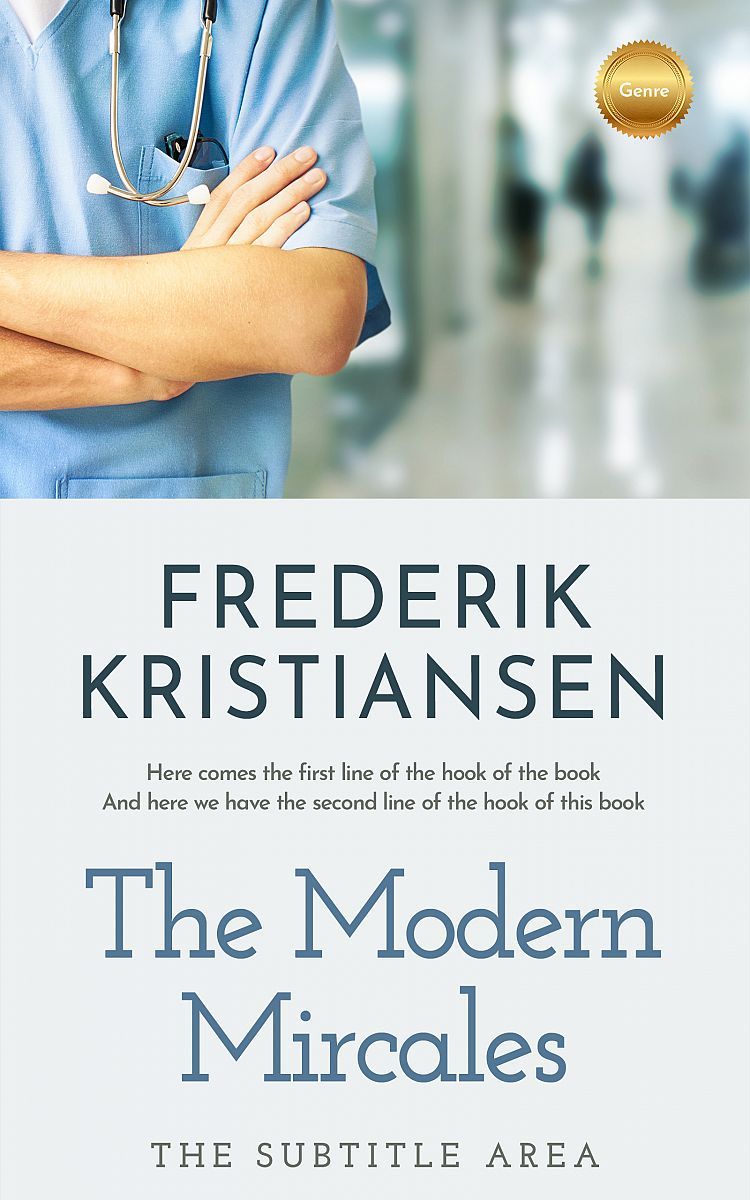 Genre
FREDERIK
KRISTIANSEN
Here comes the first line of the hook of the book
And here we have the second line of the hook of this book
The Modern
Mircales
THE SUBTITLE AREA